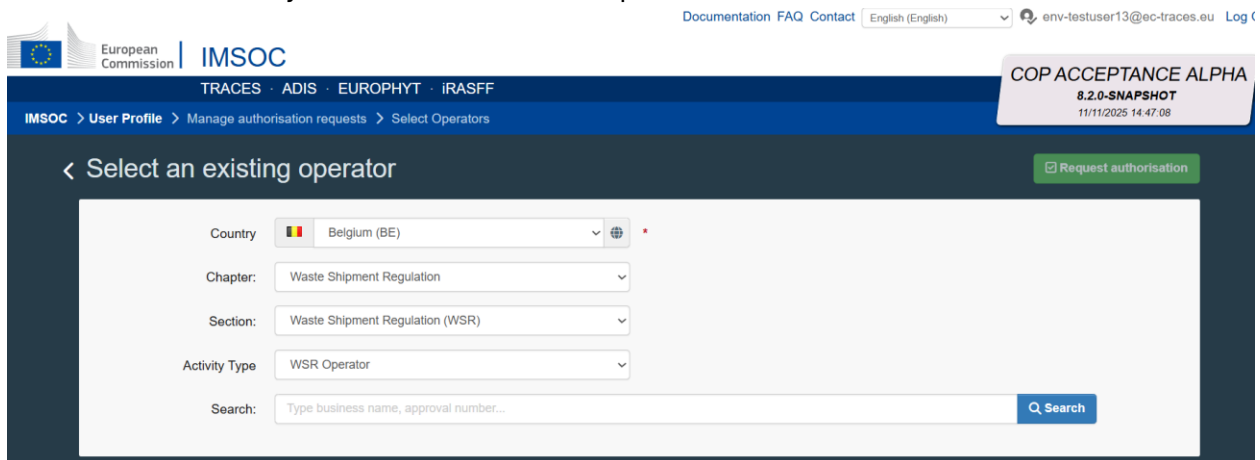 Documentation FAQ Contact English (English) env-testuser13@ec-traces.eu Log
European
Commission
IMSOC
TRACES · ADIS · EUROPHYT · iRASFF
COP ACCEPTANCE ALPHA
8.2.0-SNAPSHOT
11/11/2025 14:47:08
IMSOC > User Profile > Manage authorisation requests > Select Operators
Select an existing operator
Request authorisation
Country Belgium (BE) *
Chapter: Waste Shipment Regulation
Section: Waste Shipment Regulation (WSR)
Activity Type WSR Operator
Search: Type business name, approval number... Search